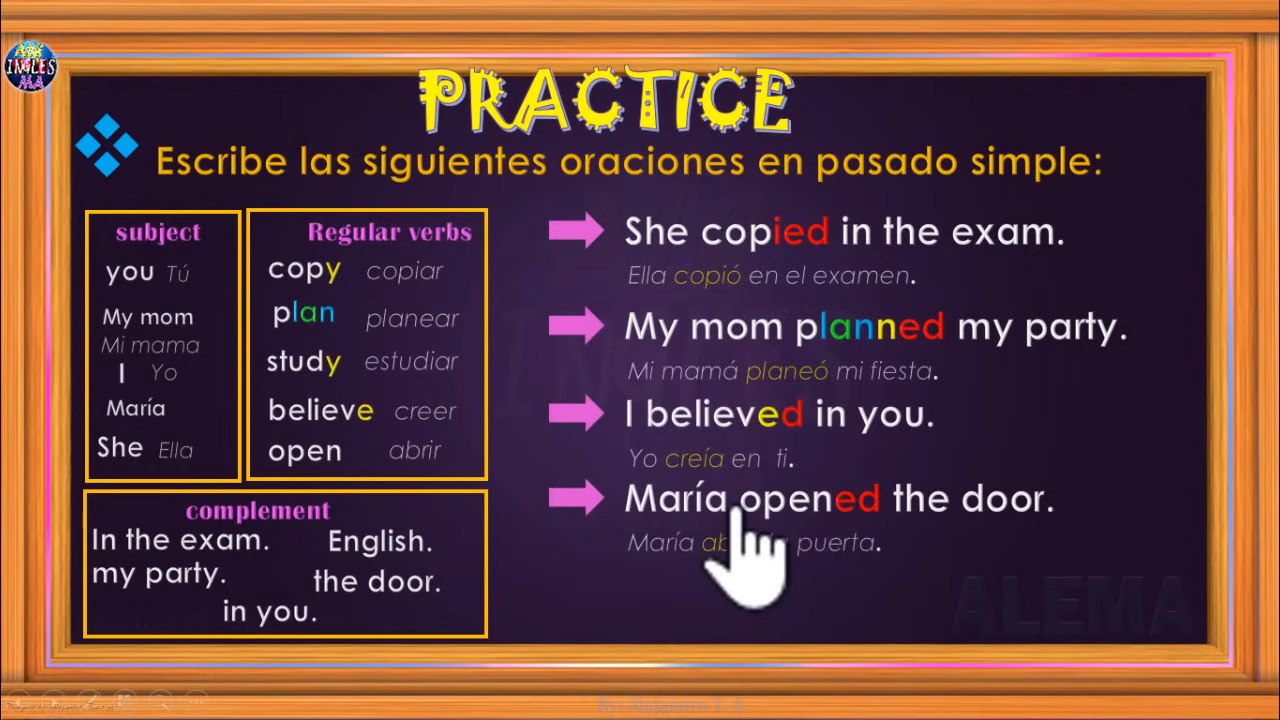 INGLES
MA
PRACTICE
Escribe las siguientes oraciones en pasado simple:
subject
you Tú
My mom
Mi mama
I Yo
María
She Ella
Regular verbs
copy copiar
plan planear
study estudiar
believe creer
open abrir
complement
In the exam. English.
my party. the door.
in you.
She copied in the exam.
Ella copió en el examen.
My mom planned my party.
Mi mamá planeó mi fiesta.
I believed in you.
Yo creía en ti.
María opened the door.
María puerta.
ALEMA